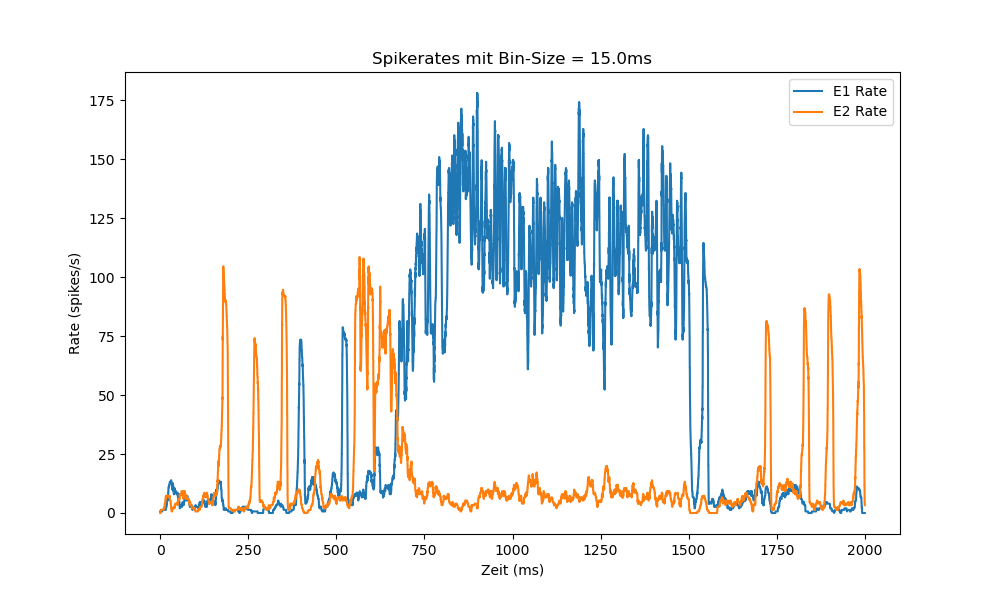 Spikerates mit Bin-Size = 15.0ms
E1 Rate
E2 Rate
175
150
125
100
75
50
25
0
Rate (spikes/s)
0 250 500 750 1000 1250 1500 1750 2000
Zeit (ms)